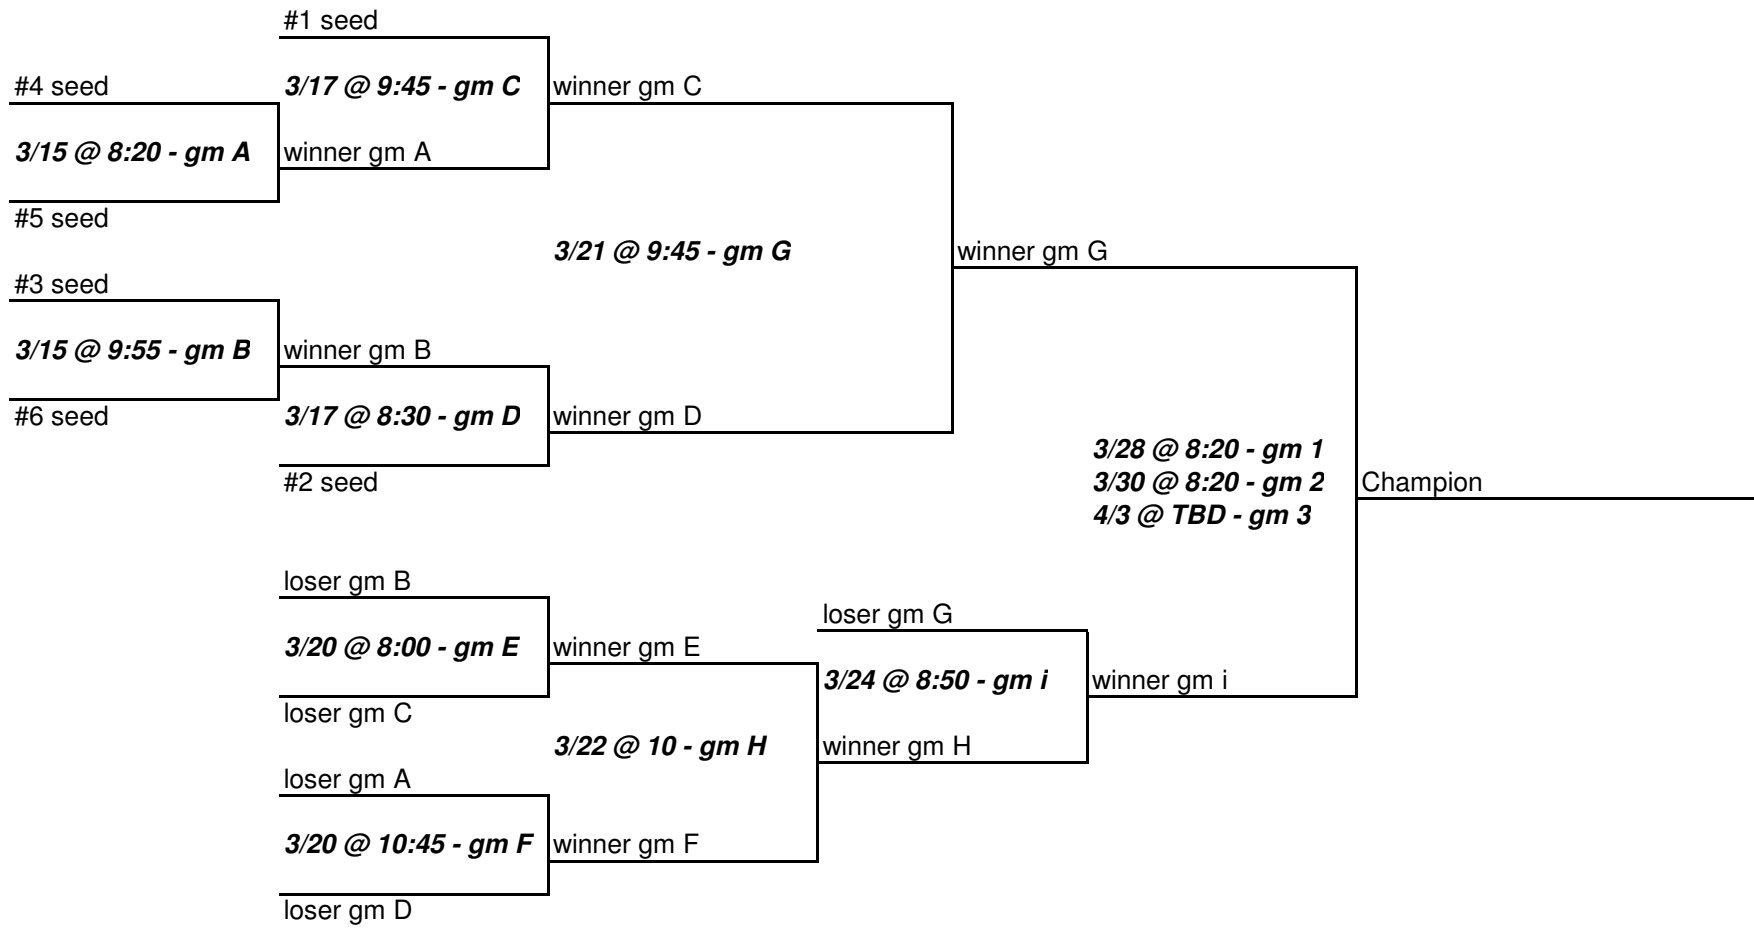 #1 seed
#4 seed
3/17 @ 9:45 - gm C
winner gm C
3/15 @ 8:20 - gm A
winner gm A
#5 seed
3/21 @ 9:45 - gm G
winner gm G
#3 seed
3/15 @ 9:55 - gm B
winner gm B
#6 seed
3/17 @ 8:30 - gm D
winner gm D
3/28 @ 8:20 - gm 1
#2 seed
3/30 @ 8:20 - gm 2
Champion
4/3 @ TBD - gm 3
loser gm B
loser gm G
3/20 @ 8:00 - gm E
winner gm E
3/24 @ 8:50 - gm i
winner gm i
loser gm C
3/22 @ 10 - gm H
winner gm H
loser gm A
3/20 @ 10:45 - gm F
winner gm F
loser gm D